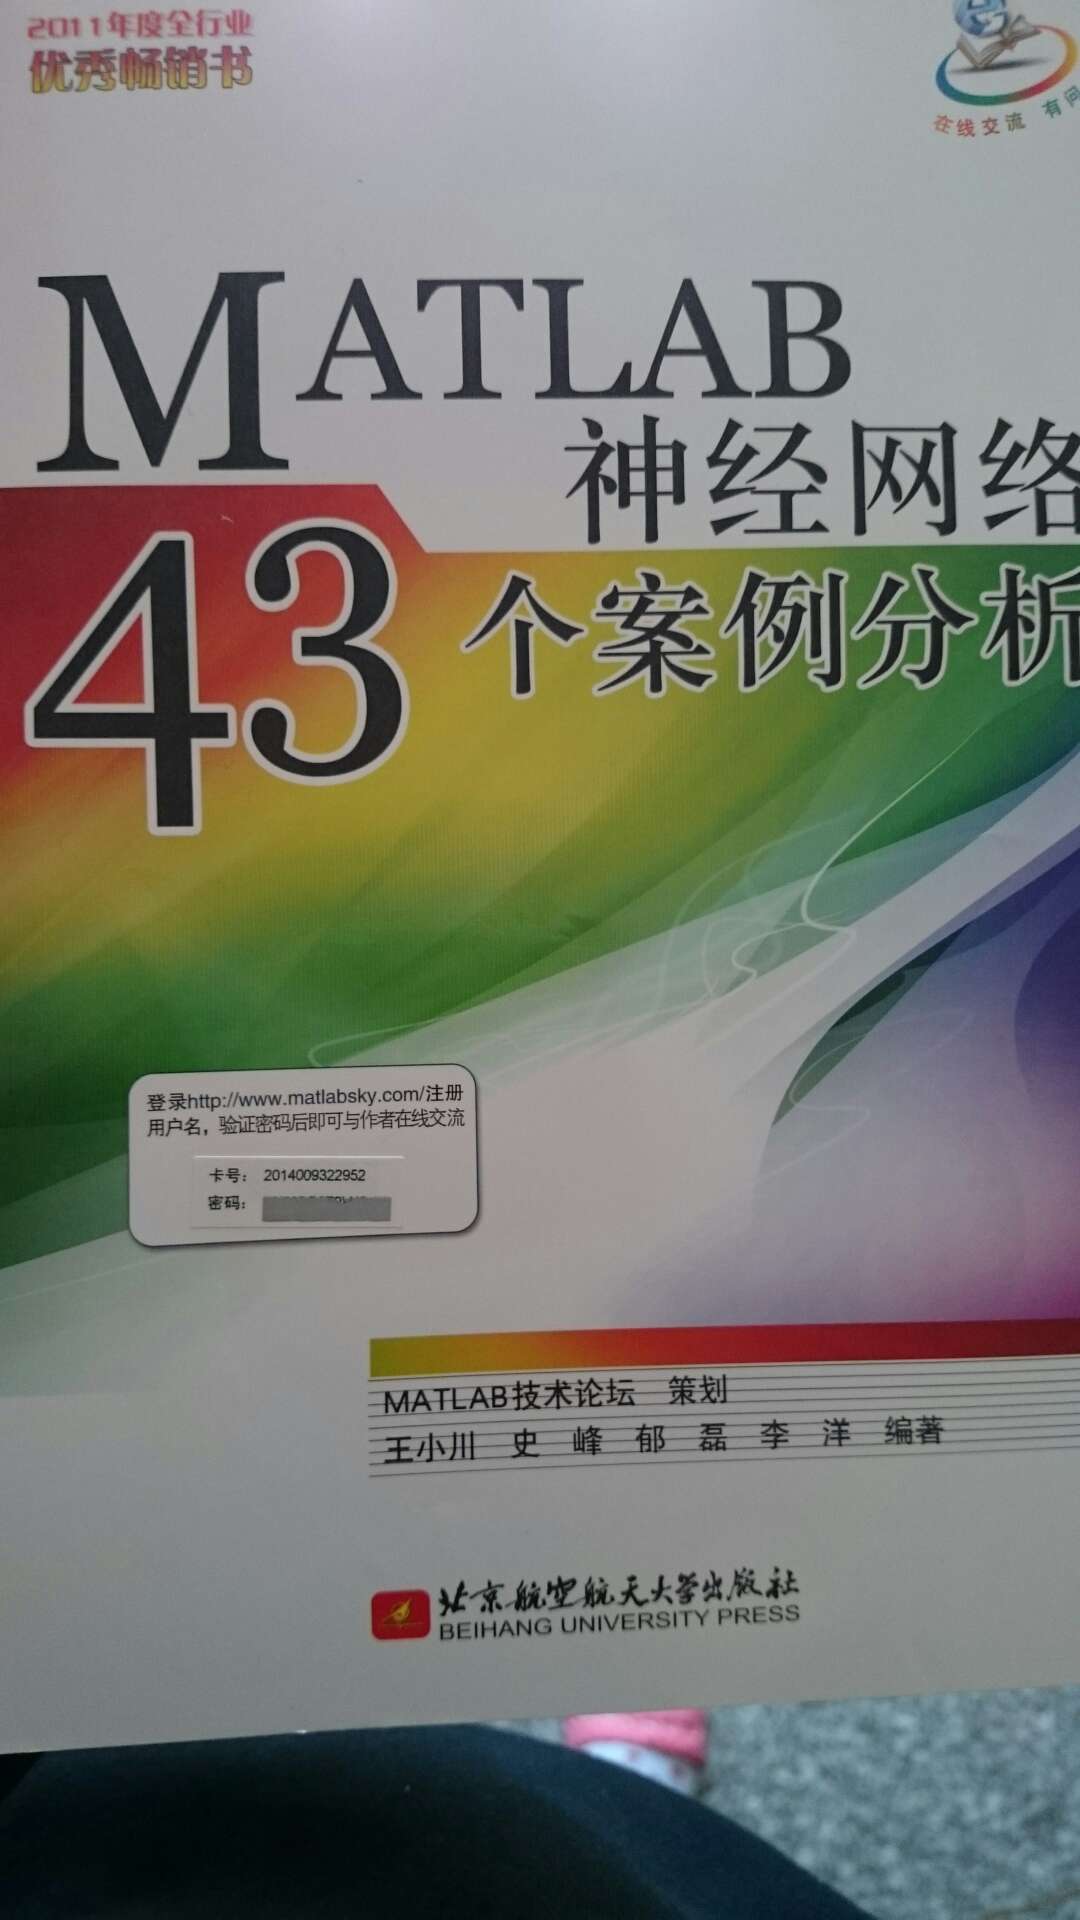 2011年度全行业
优秀畅销书
在线交流 有问
MATLAB
神经网络
43个案例分析
登录http://www.matlabsky.com/注册
用户名，验证密码后即可与作者在线交流
卡号： 2014009322952
密码：
MATLAB技术论坛 策划
王小川 史 峰 郁 磊 李 洋 编著
北京航空航天大学出版社
BEIHANG UNIVERSITY PRESS